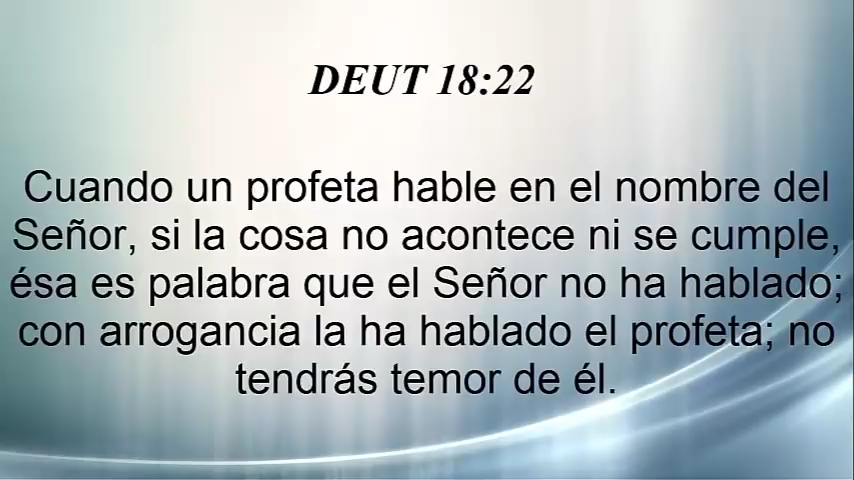 DEUT 18:22
Cuando un profeta hable en el nombre del
Señor, si la cosa no acontece ni se cumple,
ésa es palabra que el Señor no ha hablado;
con arrogancia la ha hablado el profeta; no
tendrás temor de él.